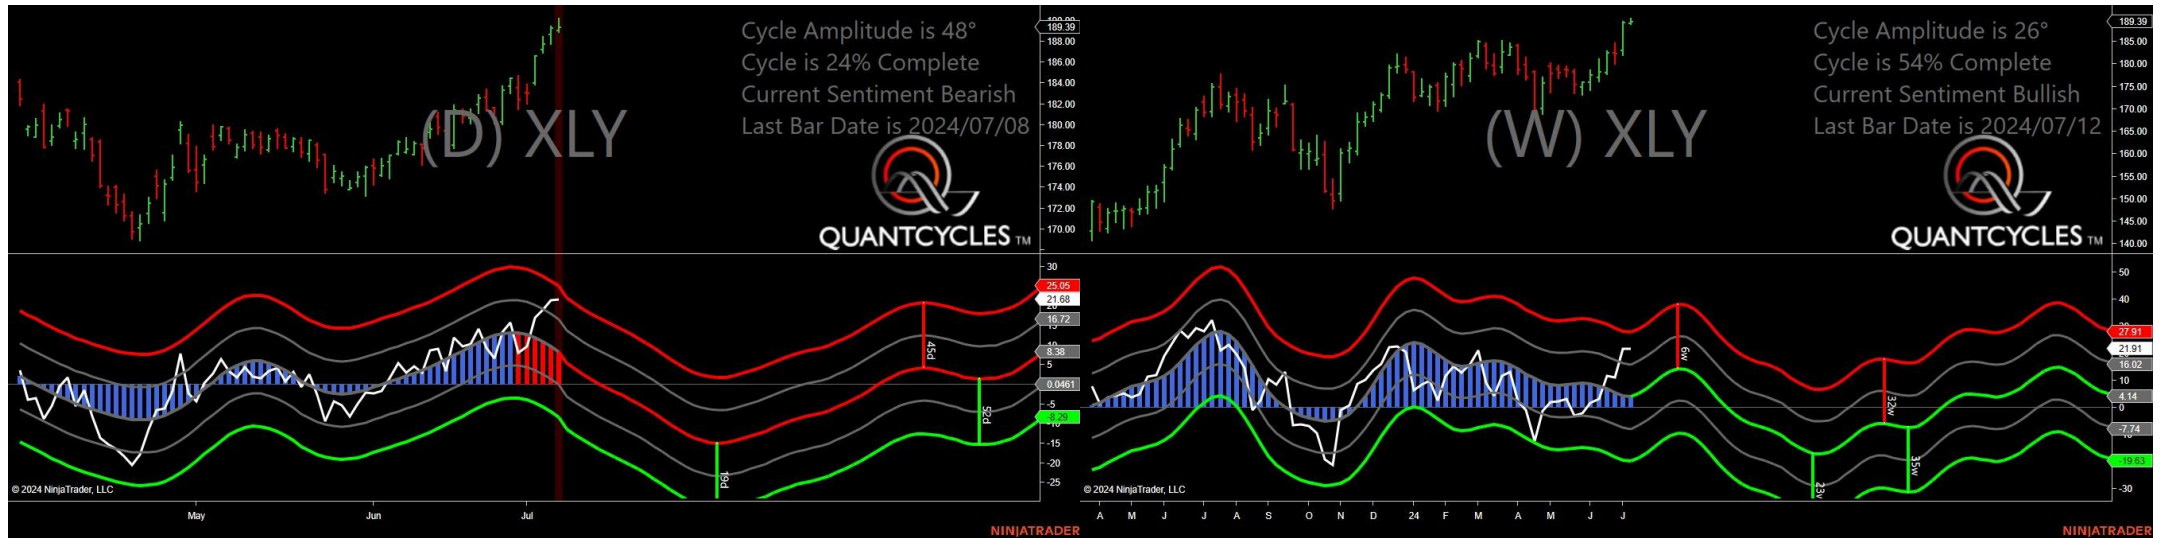 Cycle Amplitude is 48°
Cycle is 24% Complete
Current Sentiment Bearish
Last Bar Date is 2024/07/08
(D) XLY
QUANTCYCLES TM
189.39
188.00
186.00
184.00
182.00
180.00
178.00
176.00
174.00
172.00
170.00
30
25.05
21.68
16.72
8.38
5
0.0461
-5
-8.29
-15
-20
-25
19d
45d
52d
© 2024 NinjaTrader, LLC
May
Jun
Jul
NINJATRADER
Cycle Amplitude is 26°
Cycle is 54% Complete
Current Sentiment Bullish
Last Bar Date is 2024/07/12
(W) XLY
QUANTCYCLES TM
189.39
185.00
180.00
175.00
170.00
165.00
160.00
155.00
150.00
145.00
140.00
50
40
27.91
21.91
16.02
10
4.14
0
-7.74
-19.63
-30
6w
23w
32w
35w
© 2024 NinjaTrader, LLC
A M J J A S O N D 24 F M A M J J
NINJATRADER